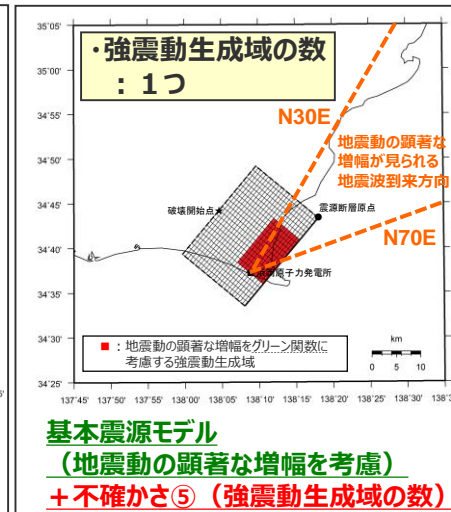 ・強震動生成域の数
：１つ
35°05'
35°00'
34°55'
34°50'
34°45'
34°40'
34°35'
34°30'
34°25'
N30E
地震動の顕著な
増幅が見られる
地震波到来方向
N70E
破壊開始点★
震源断層原点
原子力発電所
■：地震動の顕著な増幅をグリーン関数に
考慮する強震動生成域
km
0 5 10
137°45' 137°50' 137°55' 138°00' 138°05' 138°10' 138°15' 138°20' 138°25' 138°30'
基本震源モデル
（地震動の顕著な増幅を考慮）
＋不確かさ⑤（強震動生成域の数）